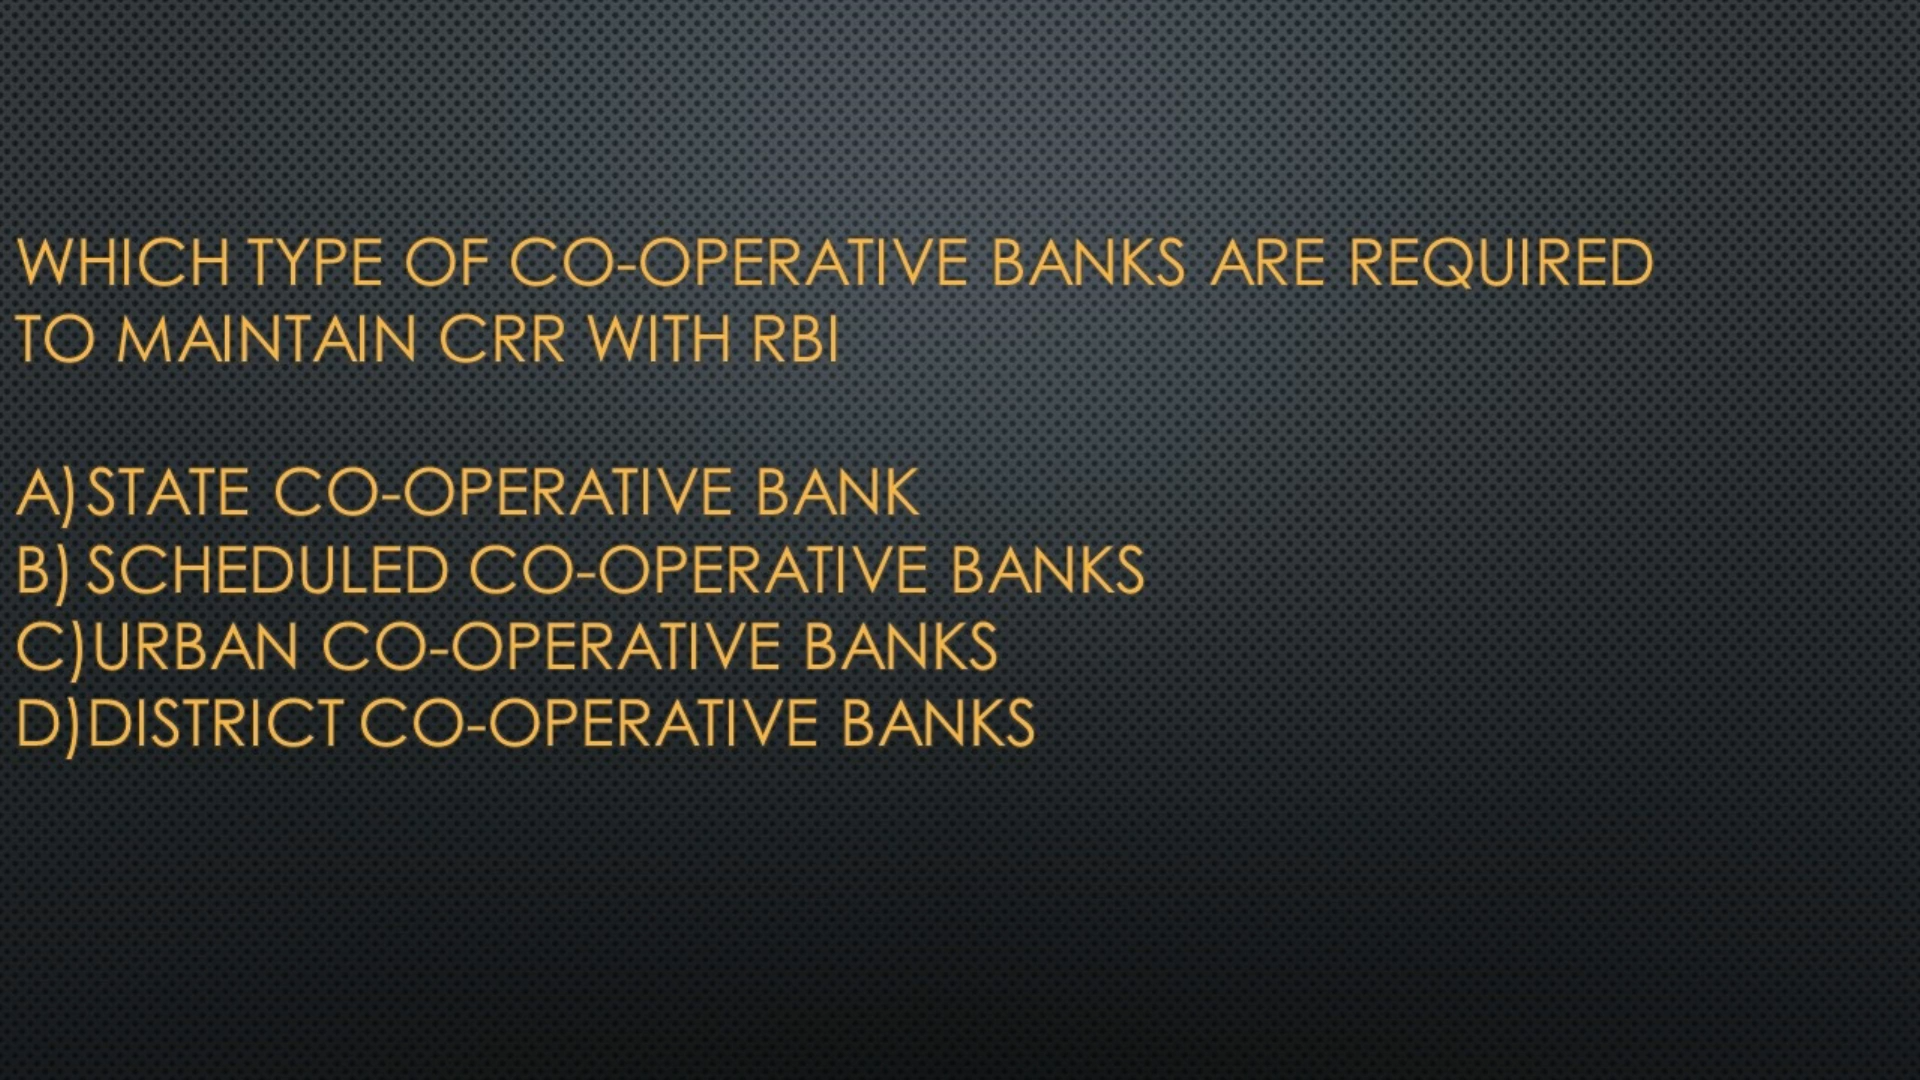 WHICH TYPE OF CO-OPERATIVE BANKS ARE REQUIRED
TO MAINTAIN CRR WITH RBI
A)STATE CO-OPERATIVE BANK
B) SCHEDULED CO-OPERATIVE BANKS
C)URBAN CO-OPERATIVE BANKS
D)DISTRICT CO-OPERATIVE BANKS